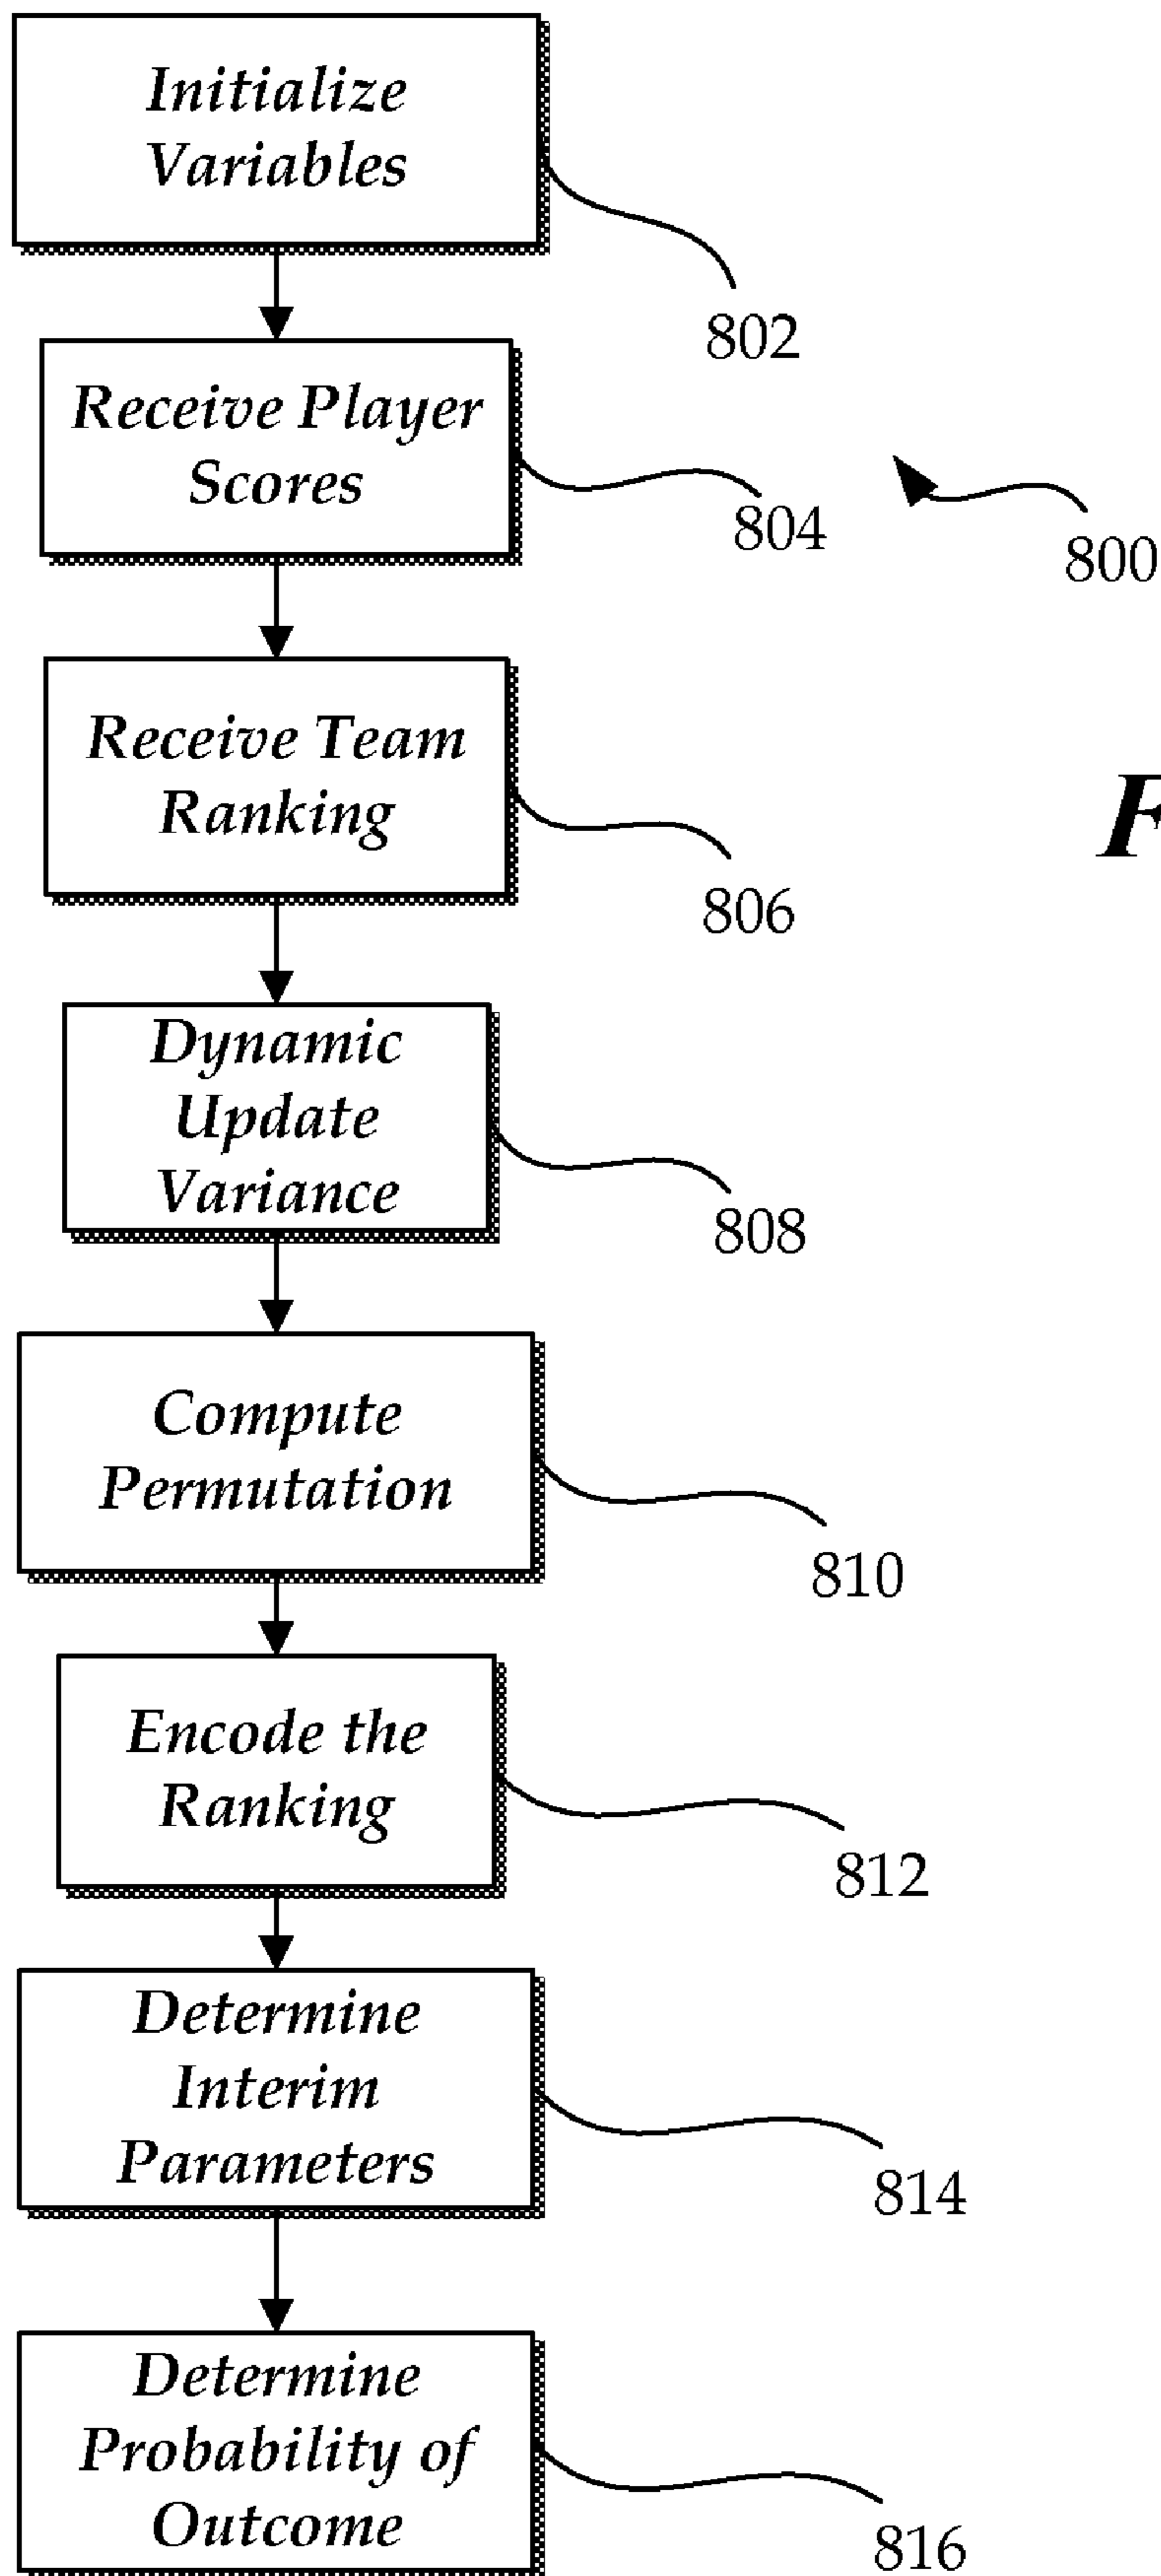 Initialize
Variables
802
Receive Player
Scores
804
800
Receive Team
Ranking
806
F
Dynamic
Update
Variance
808
Compute
Permutation
810
Encode the
Ranking
812
Determine
Interim
Parameters
814
Determine
Probability of
Outcome
816